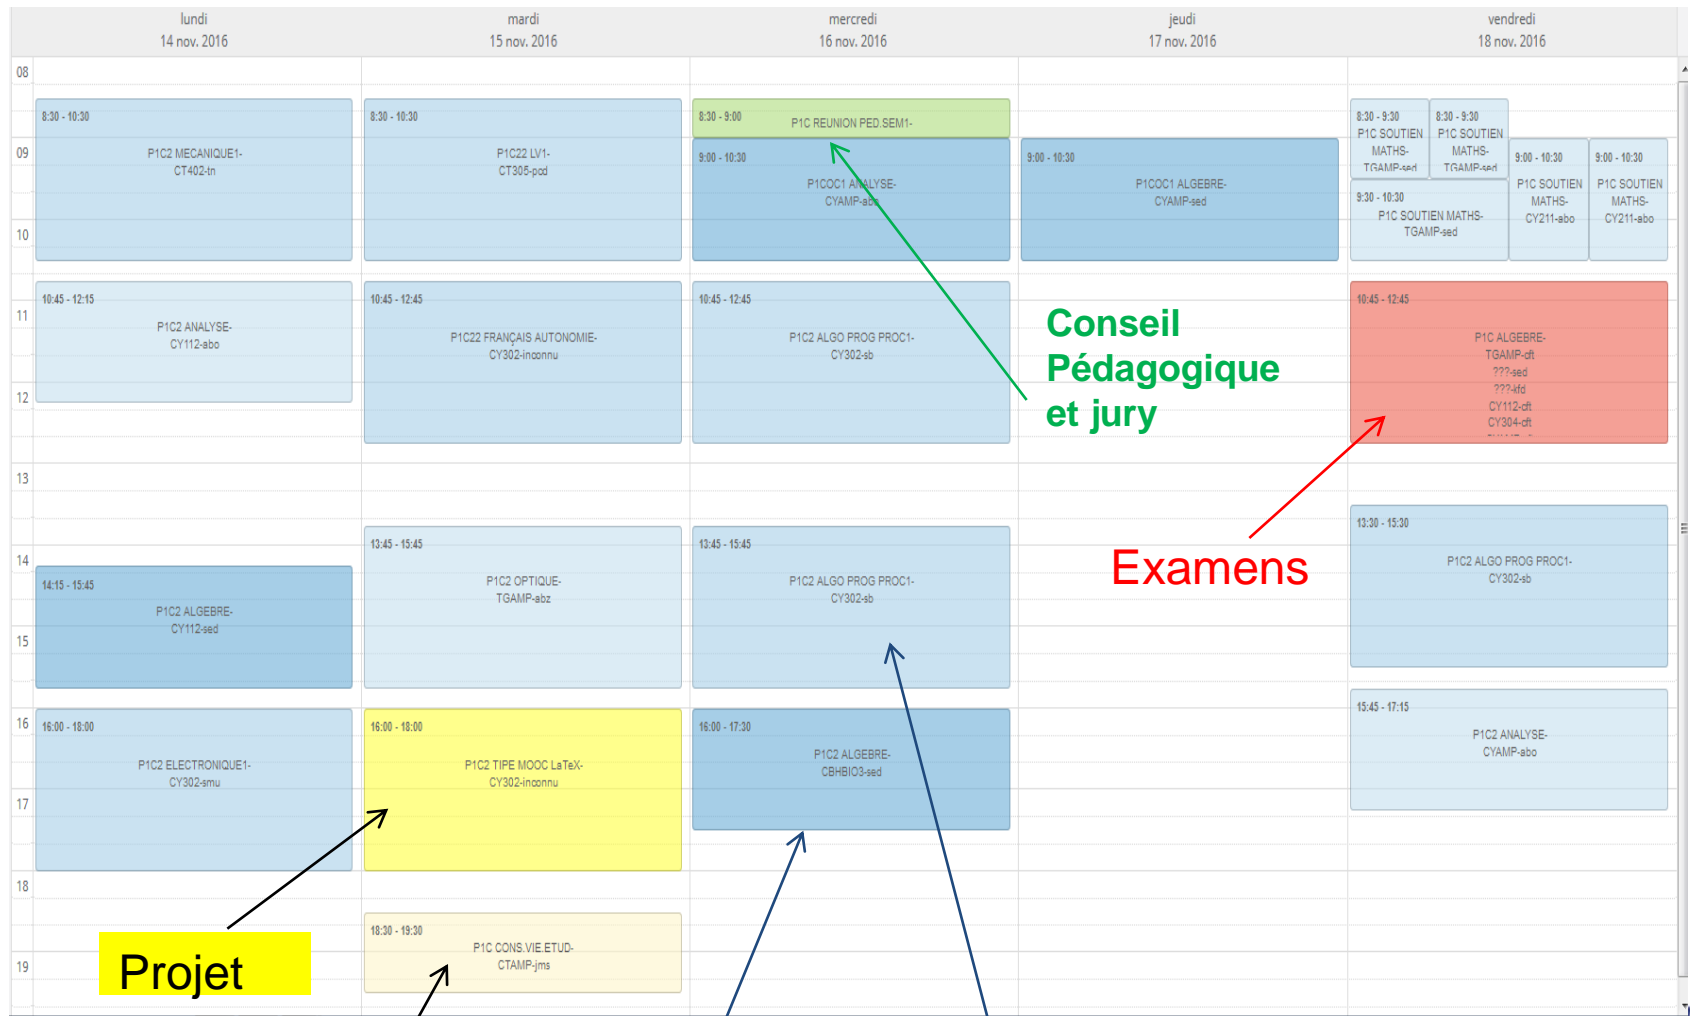 lundi
14 nov. 2016
mardi
15 nov. 2016
mercredi
16 nov. 2016
jeudi
17 nov. 2016
vendredi
18 nov. 2016
08
09
10
11
12
13
14
15
16
17
18
19
8:30 - 10:30
P1C2 MECANIQUE1-
CT402-tn
10:45 - 12:15
P1C2 ANALYSE-
CY112-abo
14:15 - 15:45
P1C2 ALGEBRE-
CY112-sed
16:00 - 18:00
P1C2 ELECTRONIQUE1-
CY302-smu
Projet
8:30 - 10:30
P1C22 LV1-
CT305-pcd
10:45 - 12:45
P1C22 FRANÇAIS AUTONOMIE-
CY302-inconnu
13:45 - 15:45
P1C2 OPTIQUE-
TGAMP-abz
16:00 - 18:00
P1C2 TIPE MOOC LaTeX-
CY302-inconnu
18:30 - 19:30
P1C CONS.VIE.ETUD-
CTAMP-jms
8:30 - 9:00
P1C REUNION PED.SEM1-
9:00 - 10:30
P1COC1 ANALYSE-
CYAMP-abo
10:45 - 12:45
P1C2 ALGO PROG PROC1-
CY302-sb
13:45 - 15:45
P1C2 ALGO PROG PROC1-
CY302-sb
16:00 - 17:30
P1C2 ALGEBRE-
CBHBIO3-sed
9:00 - 10:30
P1COC1 ALGEBRE-
CYAMP-sed
Conseil
Pédagogique
et jury
Examens
8:30 - 9:30
P1C SOUTIEN
MATHS-
TGAMP-sed
8:30 - 9:30
P1C SOUTIEN
MATHS-
TGAMP-sed
9:30 - 10:30
P1C SOUTIEN MATHS-
TGAMP-sed
9:00 - 10:30
P1C SOUTIEN
MATHS-
CY211-abo
9:00 - 10:30
P1C SOUTIEN
MATHS-
CY211-abo
10:45 - 12:45
P1C ALGEBRE-
TGAMP-cft
???-sed
???-kfd
CY112-cft
CY304-cft
13:30 - 15:30
P1C2 ALGO PROG PROC1-
CY302-sb
15:45 - 17:15
P1C2 ANALYSE-
CYAMP-abo